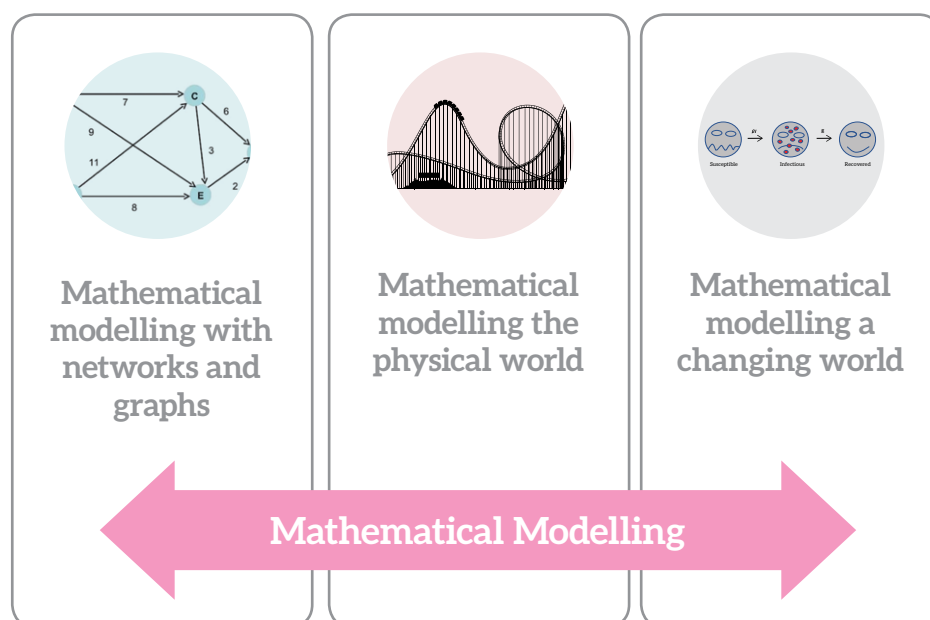 7
C
6
9
3
11
E
2
8
Mathematical
modelling with
networks and
graphs
Mathematical
modelling the
physical world
Susceptible
Infectious
Recovered
Mathematical
modelling a
changing world
Mathematical Modelling